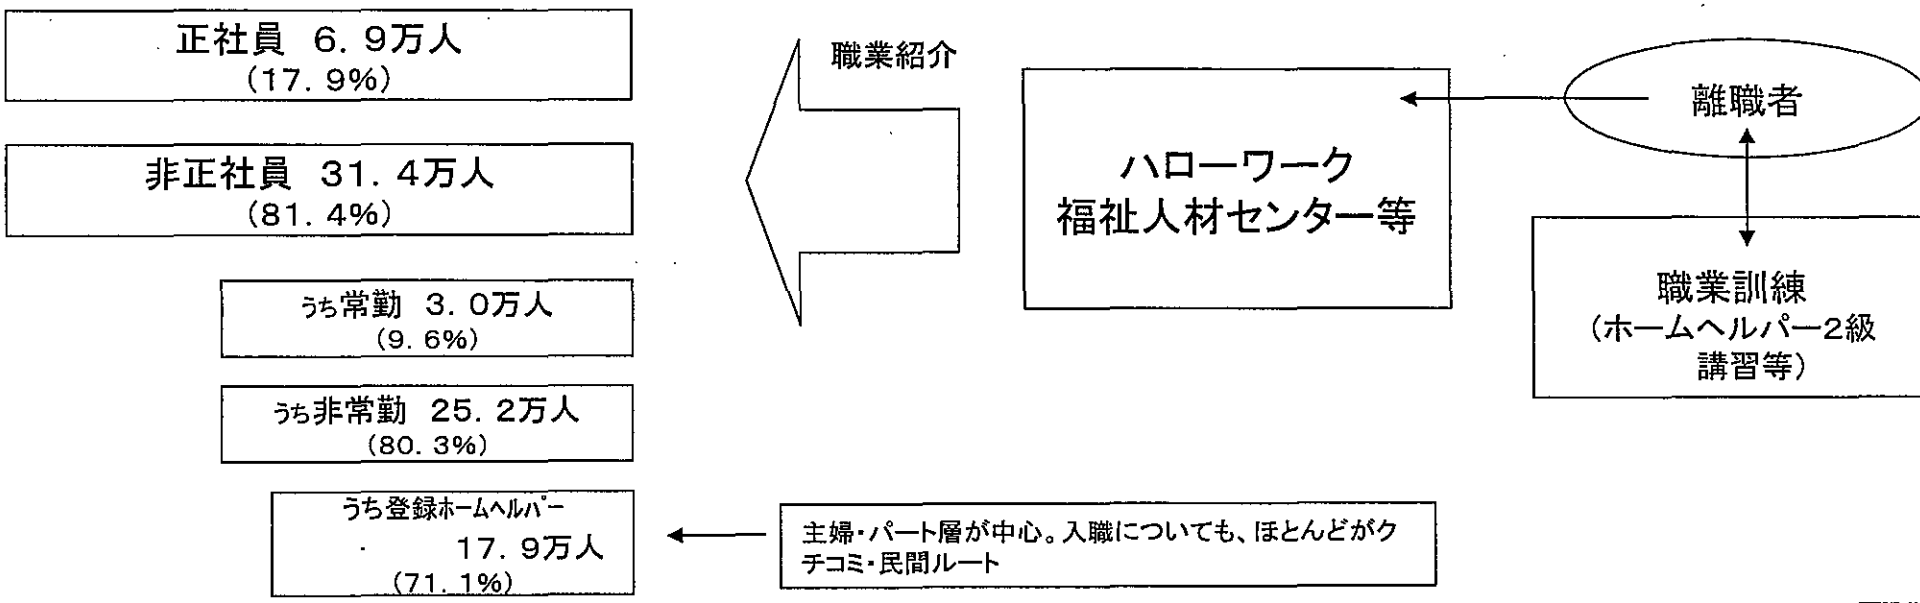 正社員 6.9万人
(17.9%)
非正社員 31.4万人
(81.4%)
うち常勤 3.0万人
(9.6%)
うち非常勤 25.2万人
(80.3%)
うち登録ホームヘルパー
17.9万人
(71.1%)
職業紹介
ハローワーク
福祉人材センター等
離職者
職業訓練
(ホームヘルパー2級
講習等)
主婦・パート層が中心。入職についても、ほとんどがク
チコミ・民間ルート